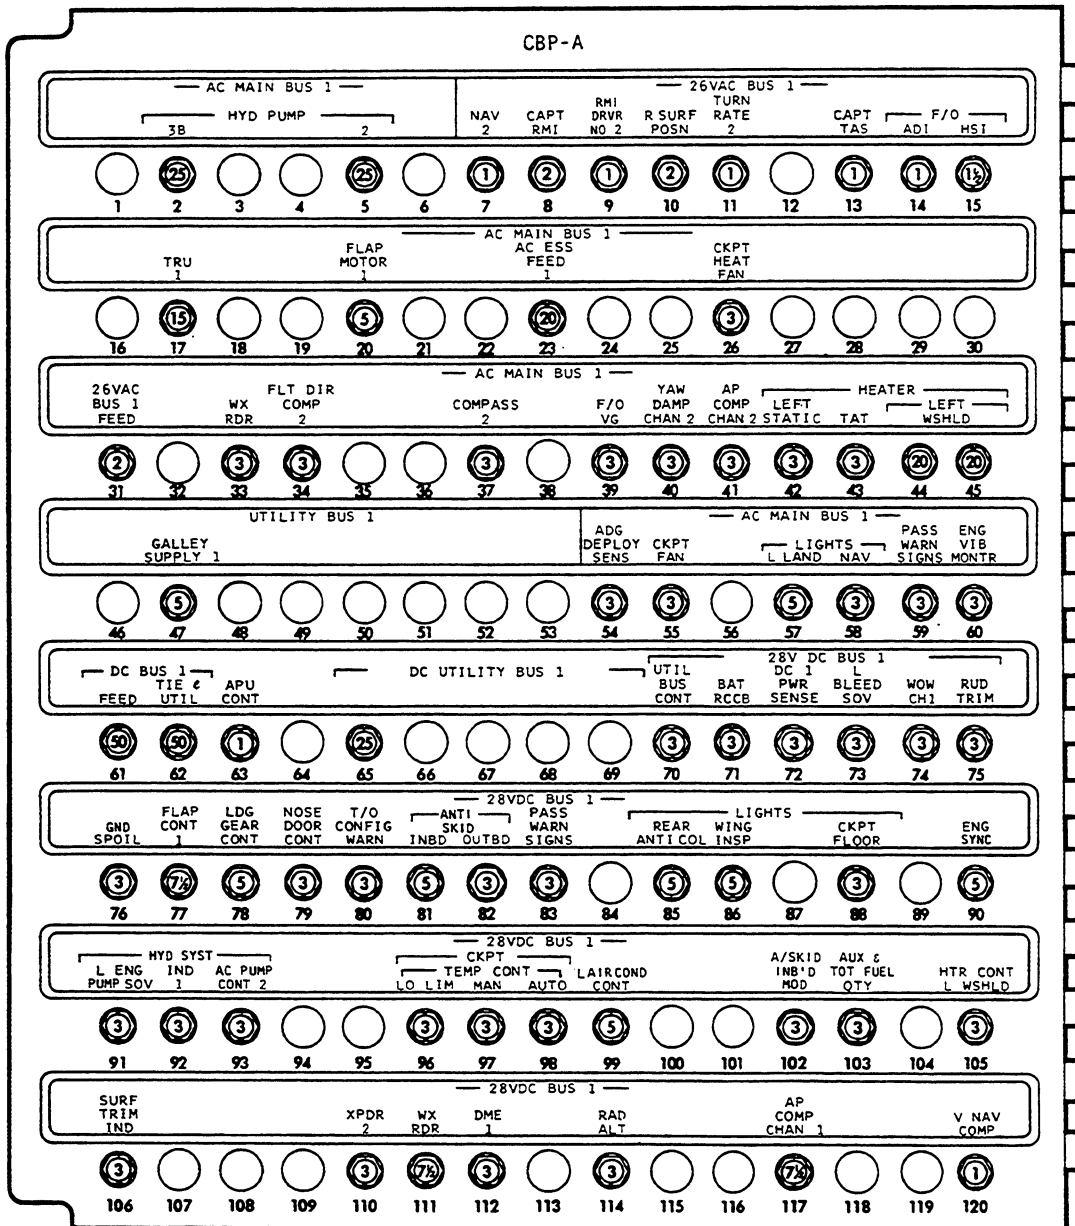 CBP-A
AC MAIN BUS 1
26VAC BUS 1
HYD PUMP
3B 2
NAV 2
CAPT RMI
RMI DRVR NO 2
R SURF POSN
TURN RATE 2
CAPT TAS
F/O
ADI HSI
25 25 1 2 1 2 1 1 1 1½
1 2 3 4 5 6 7 8 9 10 11 12 13 14 15
AC MAIN BUS 1
TRU 1
FLAP MOTOR 1
AC ESS FEED 1
CKPT HEAT FAN
15 5 20 3
16 17 18 19 20 21 22 23 24 25 26 27 28 29 30
AC MAIN BUS 1
26VAC BUS 1 FEED
WX RDR
FLT DIR COMP 2
COMPASS 2
F/O VG
YAW DAMP CHAN 2
AP COMP CHAN 2
HEATER
LEFT STATIC
TAT
LEFT WSHLD
2 3 3 3 3 3 3 3 3 20 20
31 32 33 34 35 36 37 38 39 40 41 42 43 44 45
UTILITY BUS 1
AC MAIN BUS 1
GALLEY SUPPLY 1
ADG DEPLOY SENS
CKPT FAN
LIGHTS
L LAND NAV
PASS WARN SIGNS
ENG VIB MONTR
5 3 3 5 3 3 3
46 47 48 49 50 51 52 53 54 55 56 57 58 59 60
DC BUS 1
FEED
TIE & UTIL
APU CONT
DC UTILITY BUS 1
28V DC BUS 1
UTIL BUS CONT
BAT RCCB
DC 1 PWR SENSE
L BLEED SOV
WOW CH1
RUD TRIM
50 50 1 25 3 3 3 3 3 3
61 62 63 64 65 66 67 68 69 70 71 72 73 74 75
28VDC BUS 1
GND SPOIL
FLAP CONT 1
LDG GEAR CONT
NOSE DOOR CONT
T/O CONFIG WARN
ANTI SKID
INBD OUTBD
PASS WARN SIGNS
LIGHTS
REAR ANTI COL
WING INSP
CKPT FLOOR
ENG SYNC
3 7½ 5 3 3 5 3 3 5 5 3 5
76 77 78 79 80 81 82 83 84 85 86 87 88 89 90
28VDC BUS 1
HYD SYST
L ENG PUMP SOV
IND 1
AC PUMP CONT 2
CKPT
TEMP CONT
LO LIM MAN AUTO
L AIR COND CONT
A/SKID INB'D MOD
AUX & TOT FUEL QTY
HTR CONT L WSHLD
3 3 3 3 3 3 5 3 3 3
91 92 93 94 95 96 97 98 99 100 101 102 103 104 105
28VDC BUS 1
SURF TRIM IND
XPDR 2
WX RDR
DME 1
RAD ALT
AP COMP CHAN 1
V NAV COMP
3 3 7½ 3 3 7½ 1
106 107 108 109 110 111 112 113 114 115 116 117 118 119 120